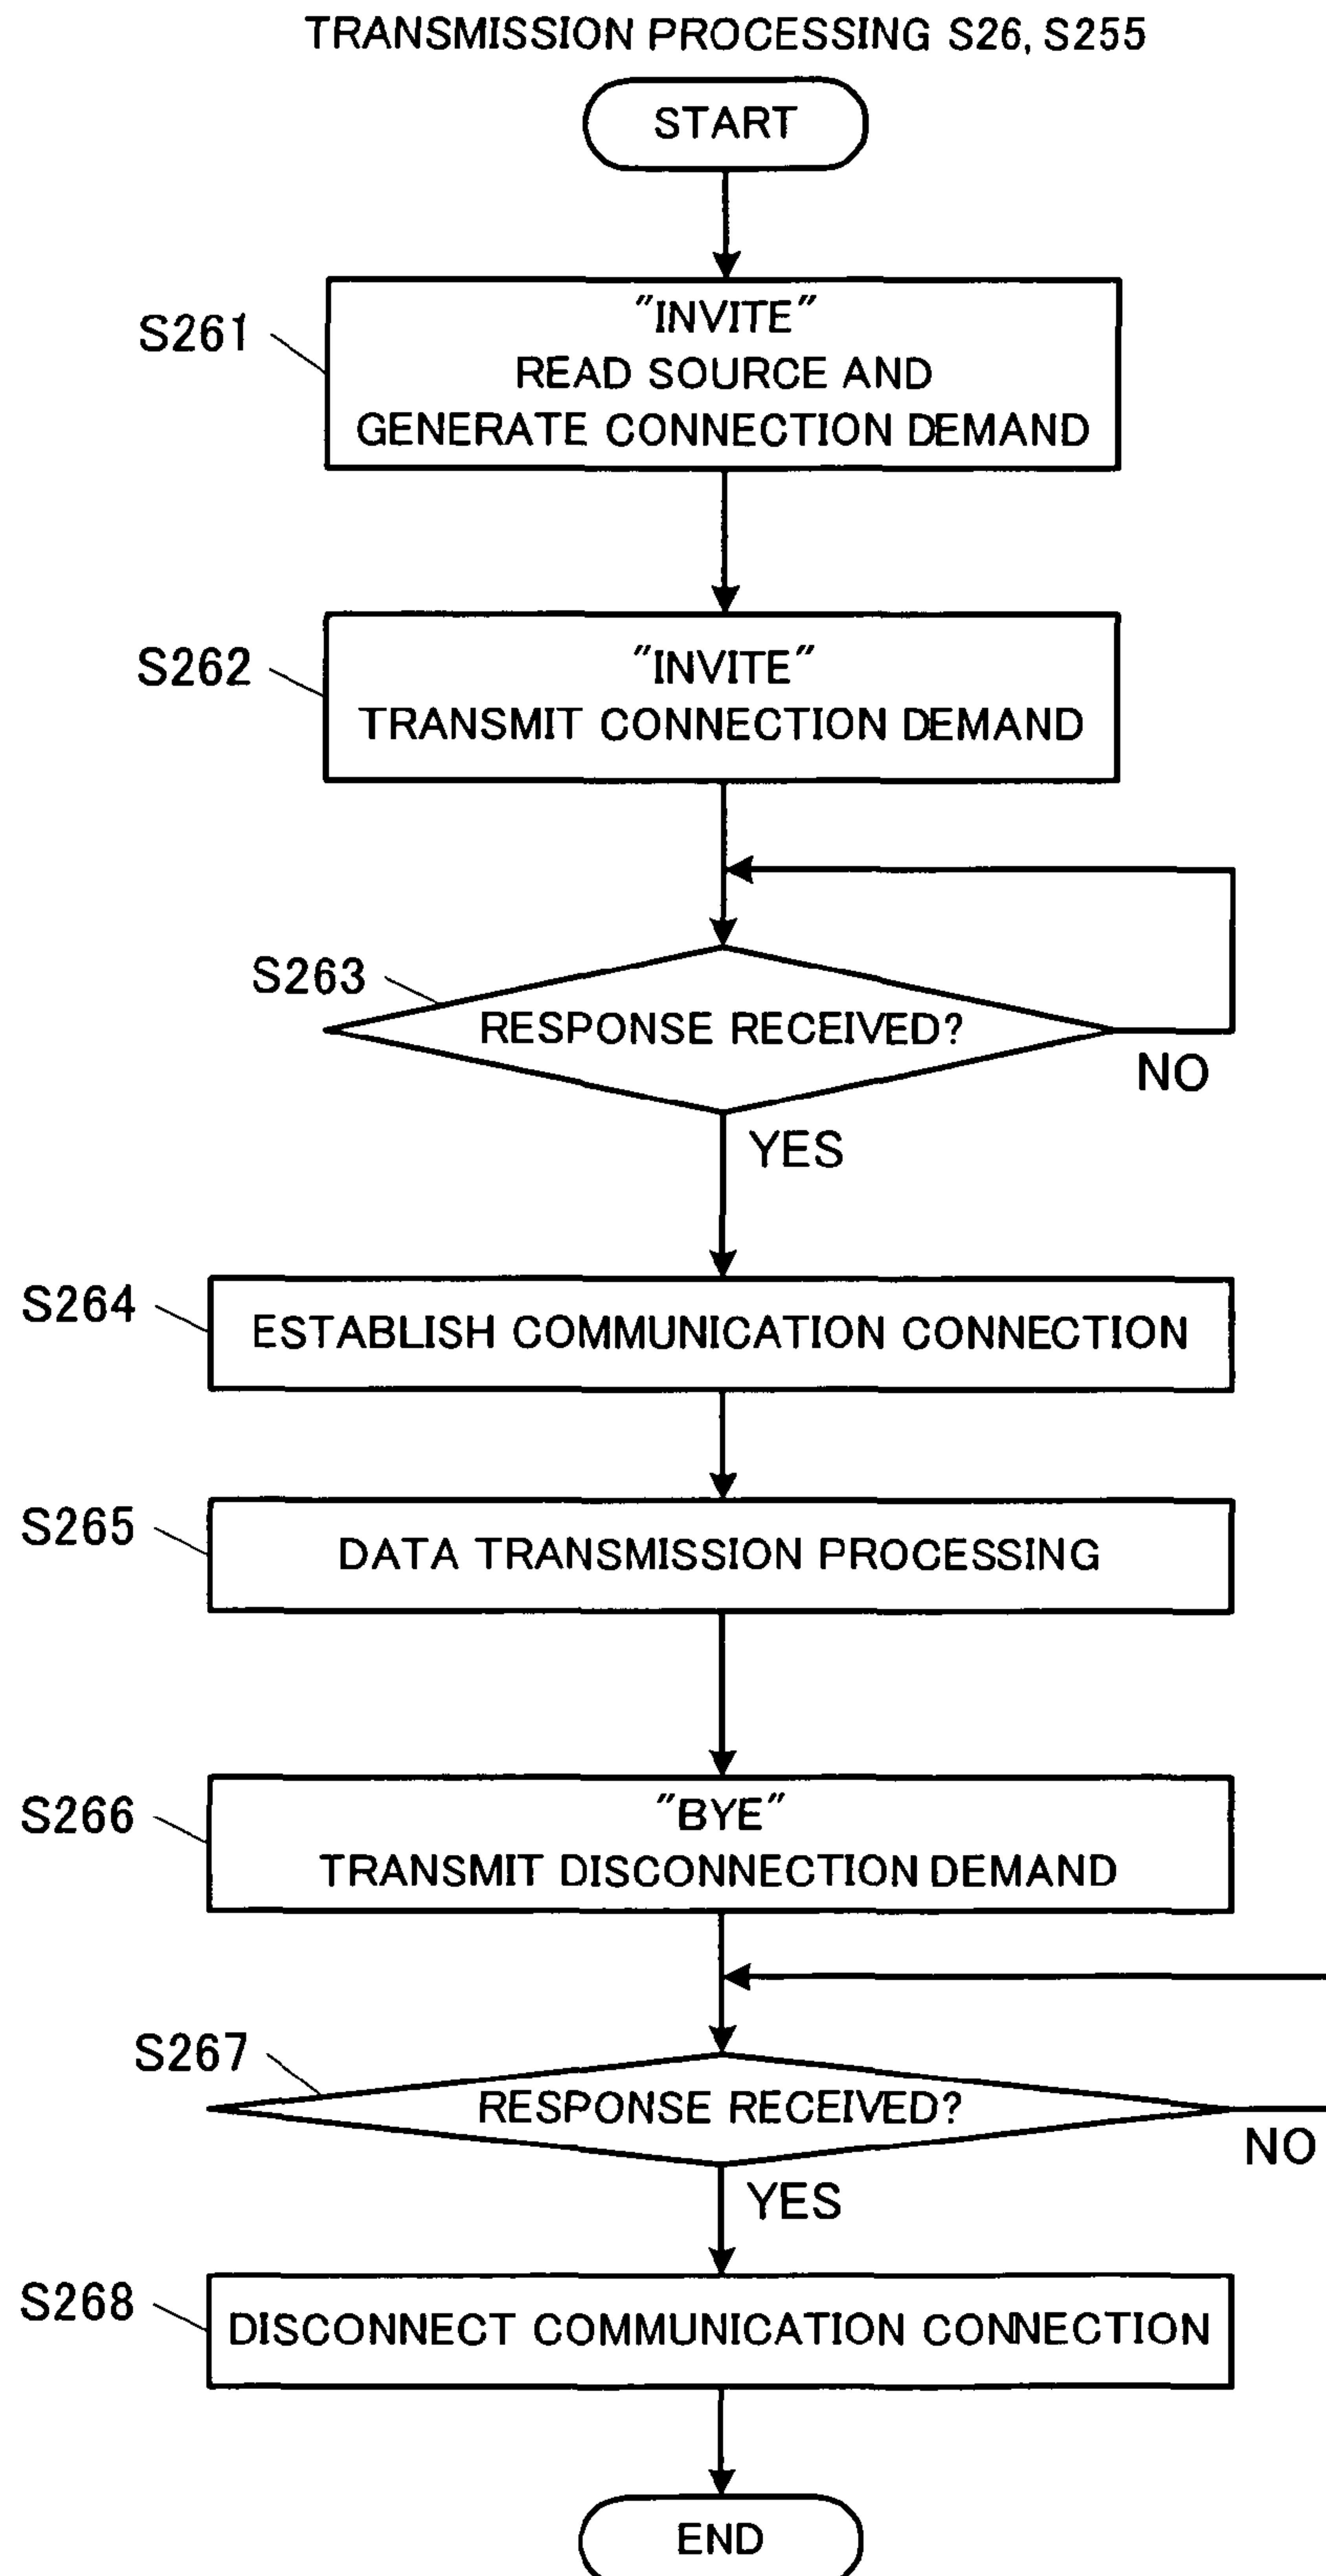 TRANSMISSION PROCESSING S26, S255
START
S261
"INVITE"
READ SOURCE AND
GENERATE CONNECTION DEMAND
S262
"INVITE"
TRANSMIT CONNECTION DEMAND
S263
RESPONSE RECEIVED?
NO
YES
S264
ESTABLISH COMMUNICATION CONNECTION
S265
DATA TRANSMISSION PROCESSING
S266
"BYE"
TRANSMIT DISCONNECTION DEMAND
S267
RESPONSE RECEIVED?
NO
YES
S268
DISCONNECT COMMUNICATION CONNECTION
END